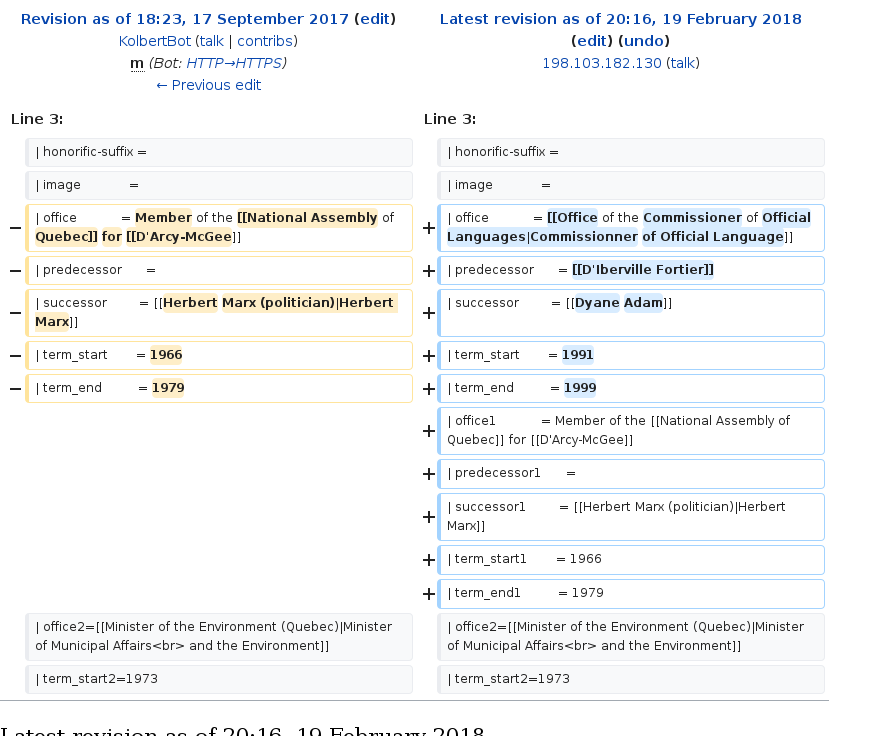 Revision as of 18:23, 17 September 2017 (edit)
KolbertBot (talk | contribs)
m (Bot: HTTP→HTTPS)
← Previous edit
Latest revision as of 20:16, 19 February 2018
(edit) (undo)
198.103.182.130 (talk)
Line 3:
Line 3:
| honorific-suffix =
| honorific-suffix =
| image =
| image =
− | office = Member of the [[National Assembly of
Quebec]] for [[D'Arcy-McGee]]
+ | office = [[Office of the Commissioner of Official
Languages|Commissionner of Official Language]]
− | predecessor =
+ | predecessor = [[D'Iberville Fortier]]
− | successor = [[Herbert Marx (politician)|Herbert
Marx]]
+ | successor = [[Dyane Adam]]
− | term_start = 1966
+ | term_start = 1991
− | term_end = 1979
+ | term_end = 1999
+ | office1 = Member of the [[National Assembly of
Quebec]] for [[D'Arcy-McGee]]
+ | predecessor1 =
+ | successor1 = [[Herbert Marx (politician)|Herbert
Marx]]
+ | term_start1 = 1966
+ | term_end1 = 1979
| office2=[[Minister of the Environment (Quebec)|Minister
of Municipal Affairs<br> and the Environment]]
| office2=[[Minister of the Environment (Quebec)|Minister
of Municipal Affairs<br> and the Environment]]
| term_start2=1973
| term_start2=1973
Latest revision as of 20:16, 19 February 2018